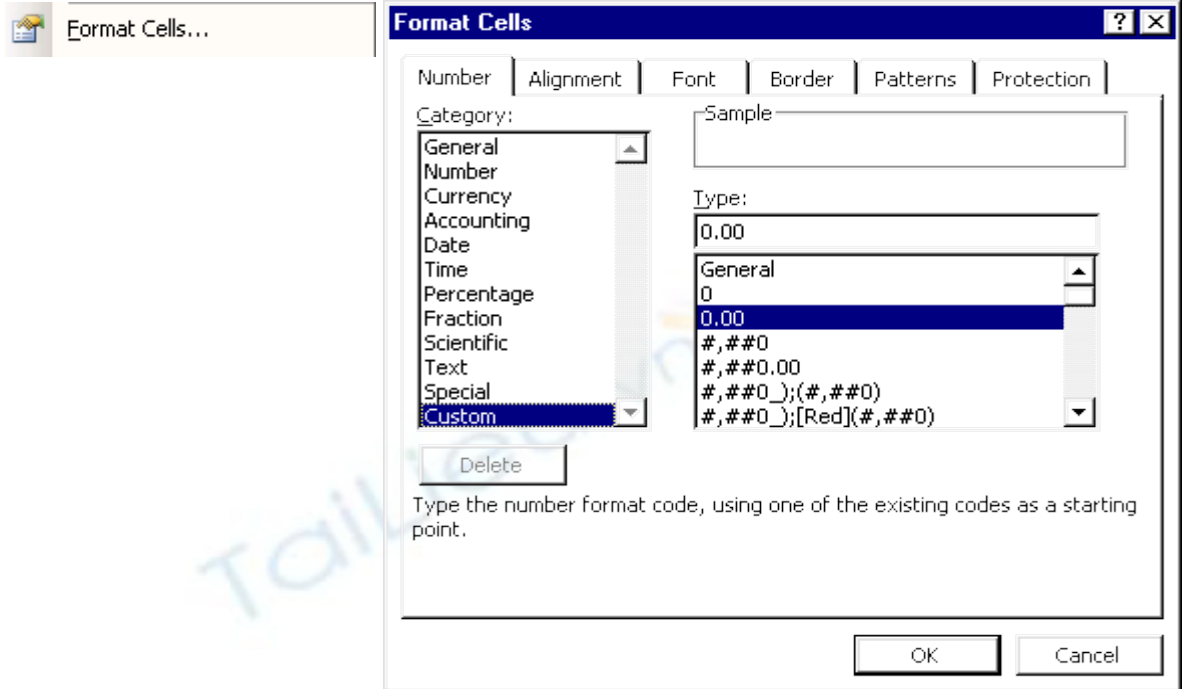 Format Cells...
Format Cells
Number Alignment Font Border Patterns Protection
Category:
General
Number
Currency
Accounting
Date
Time
Percentage
Fraction
Scientific
Text
Special
Custom
Sample
Type:
0.00
General
0
0.00
#,##0
#,##0.00
#,##0_);(#,##0)
#,##0_);[Red](#,##0)
Delete
Type the number format code, using one of the existing codes as a starting
point.
OK Cancel
TaiLieu.vn